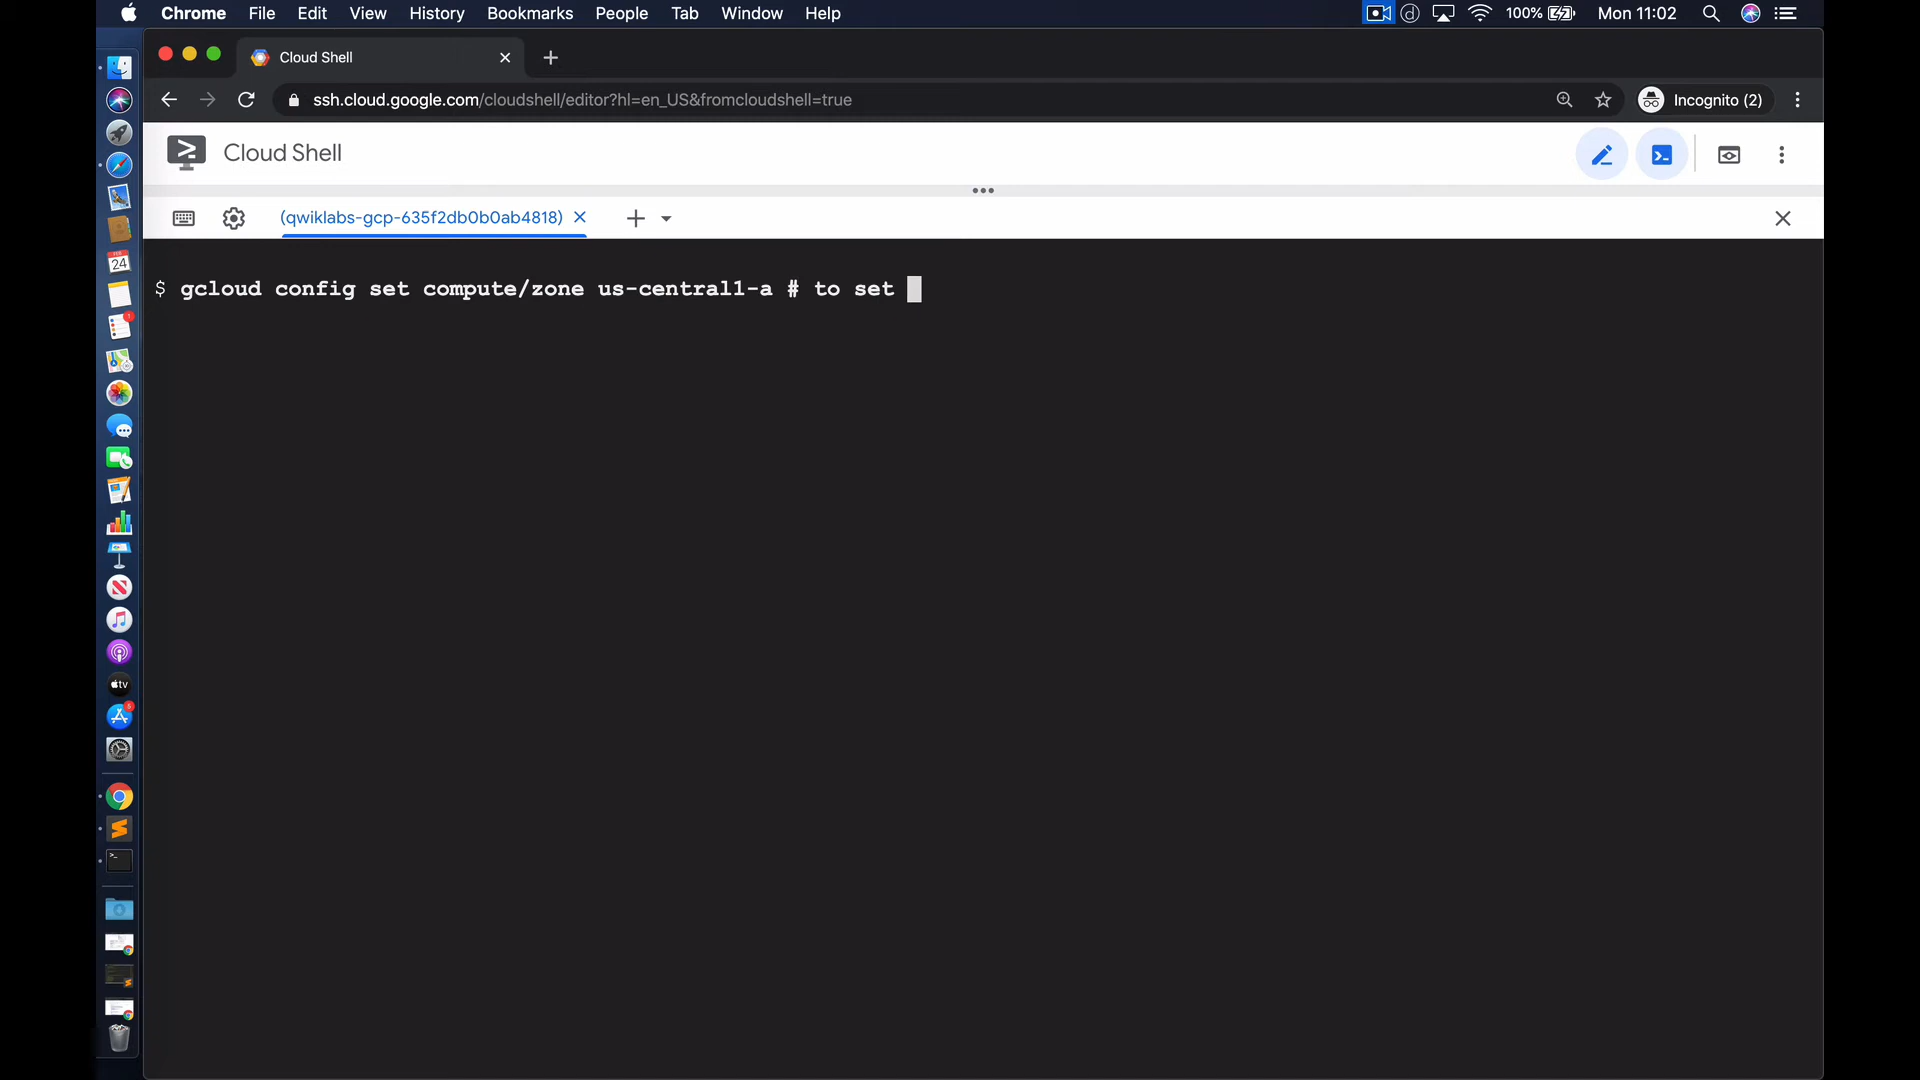 Chrome File Edit View History Bookmarks People Tab Window Help 100% Mon 11:02
Cloud Shell
ssh.cloud.google.com/cloudshell/editor?hl=en_US&fromcloudshell=true Incognito (2)
Cloud Shell
(qwiklabs-gcp-635f2db0b0ab4818)
$ gcloud config set compute/zone us-central1-a # to set
24
tv